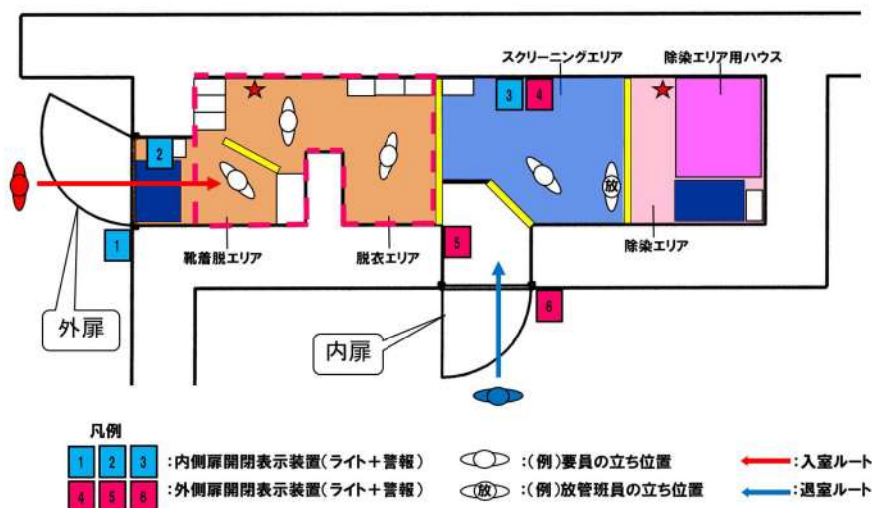 スクリーニングエリア
除染エリア用ハウス
3
4
2
放
1
靴着脱エリア
脱衣エリア
5
除染エリア
6
外扉
内扉
凡例
1 2 3 :内側扉開閉表示装置(ライト+警報)
:(例)要員の立ち位置
:入室ルート
4 5 6 :外側扉開閉表示装置(ライト+警報)
放 :(例)放管班員の立ち位置
:退室ルート